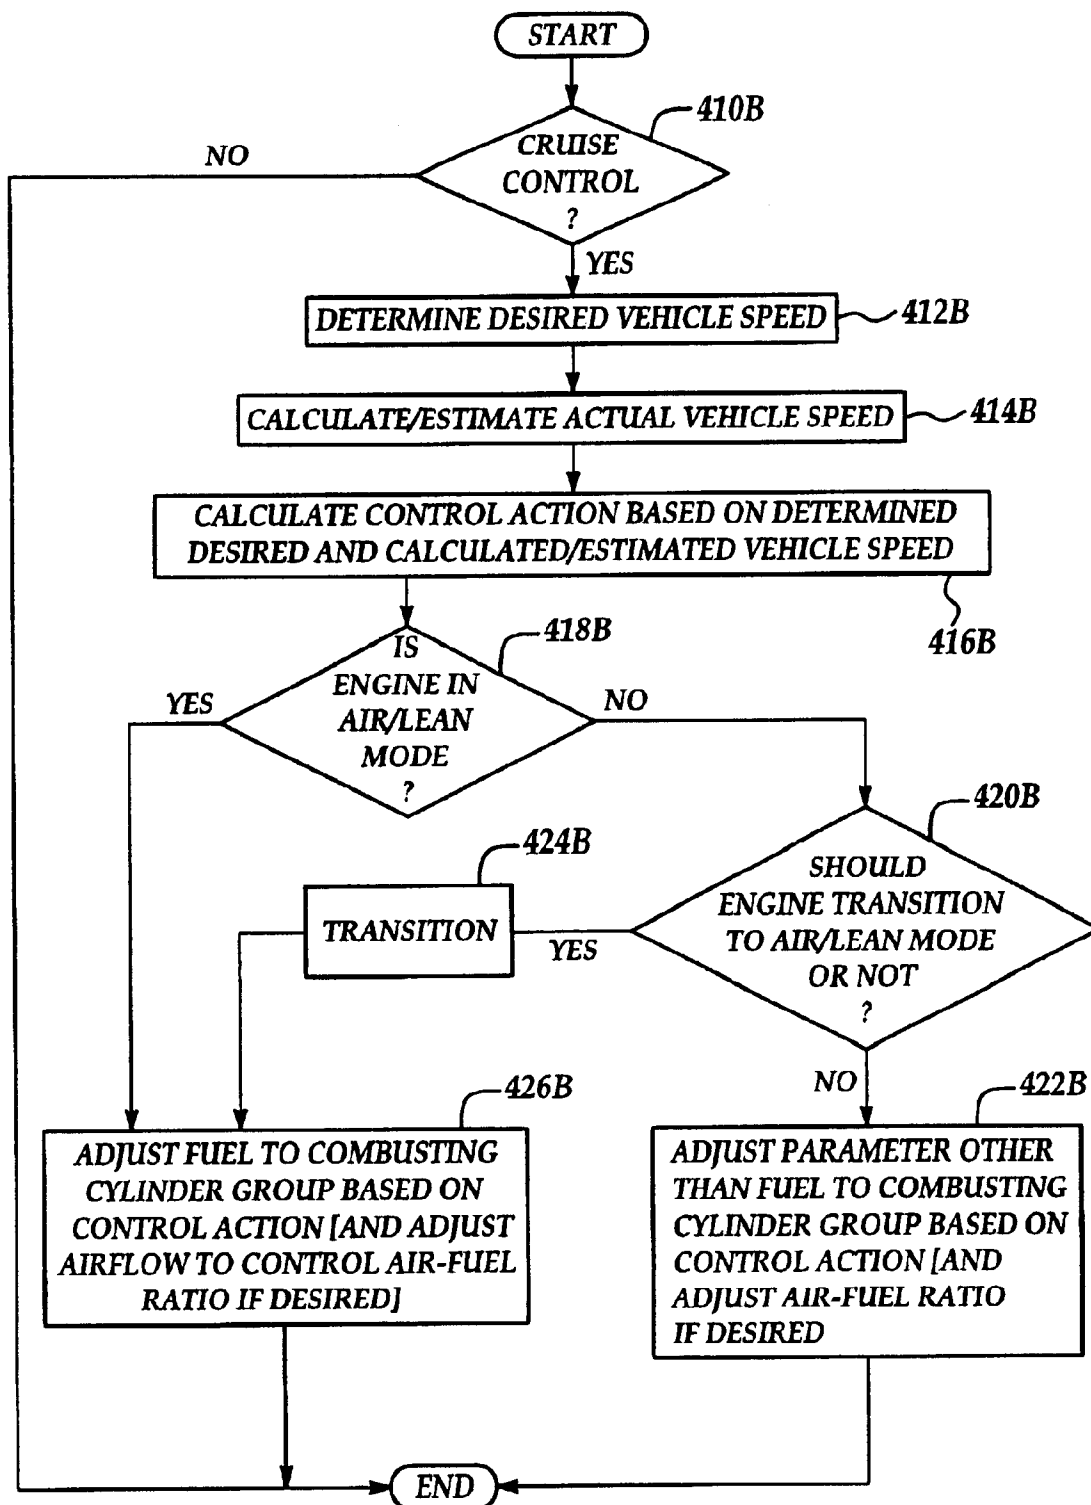 START
410B
CRUISE
CONTROL
?
NO
YES
DETERMINE DESIRED VEHICLE SPEED
412B
CALCULATE/ESTIMATE ACTUAL VEHICLE SPEED
414B
CALCULATE CONTROL ACTION BASED ON DETERMINED
DESIRED AND CALCULATED/ESTIMATED VEHICLE SPEED
416B
418B
IS
ENGINE IN
AIR/LEAN
MODE
?
YES
NO
420B
SHOULD
ENGINE TRANSITION
TO AIR/LEAN MODE
OR NOT
?
424B
TRANSITION
YES
NO
426B
ADJUST FUEL TO COMBUSTING
CYLINDER GROUP BASED ON
CONTROL ACTION [AND ADJUST
AIRFLOW TO CONTROL AIR-FUEL
RATIO IF DESIRED]
422B
ADJUST PARAMETER OTHER
THAN FUEL TO COMBUSTING
CYLINDER GROUP BASED ON
CONTROL ACTION [AND
ADJUST AIR-FUEL RATIO
IF DESIRED
END